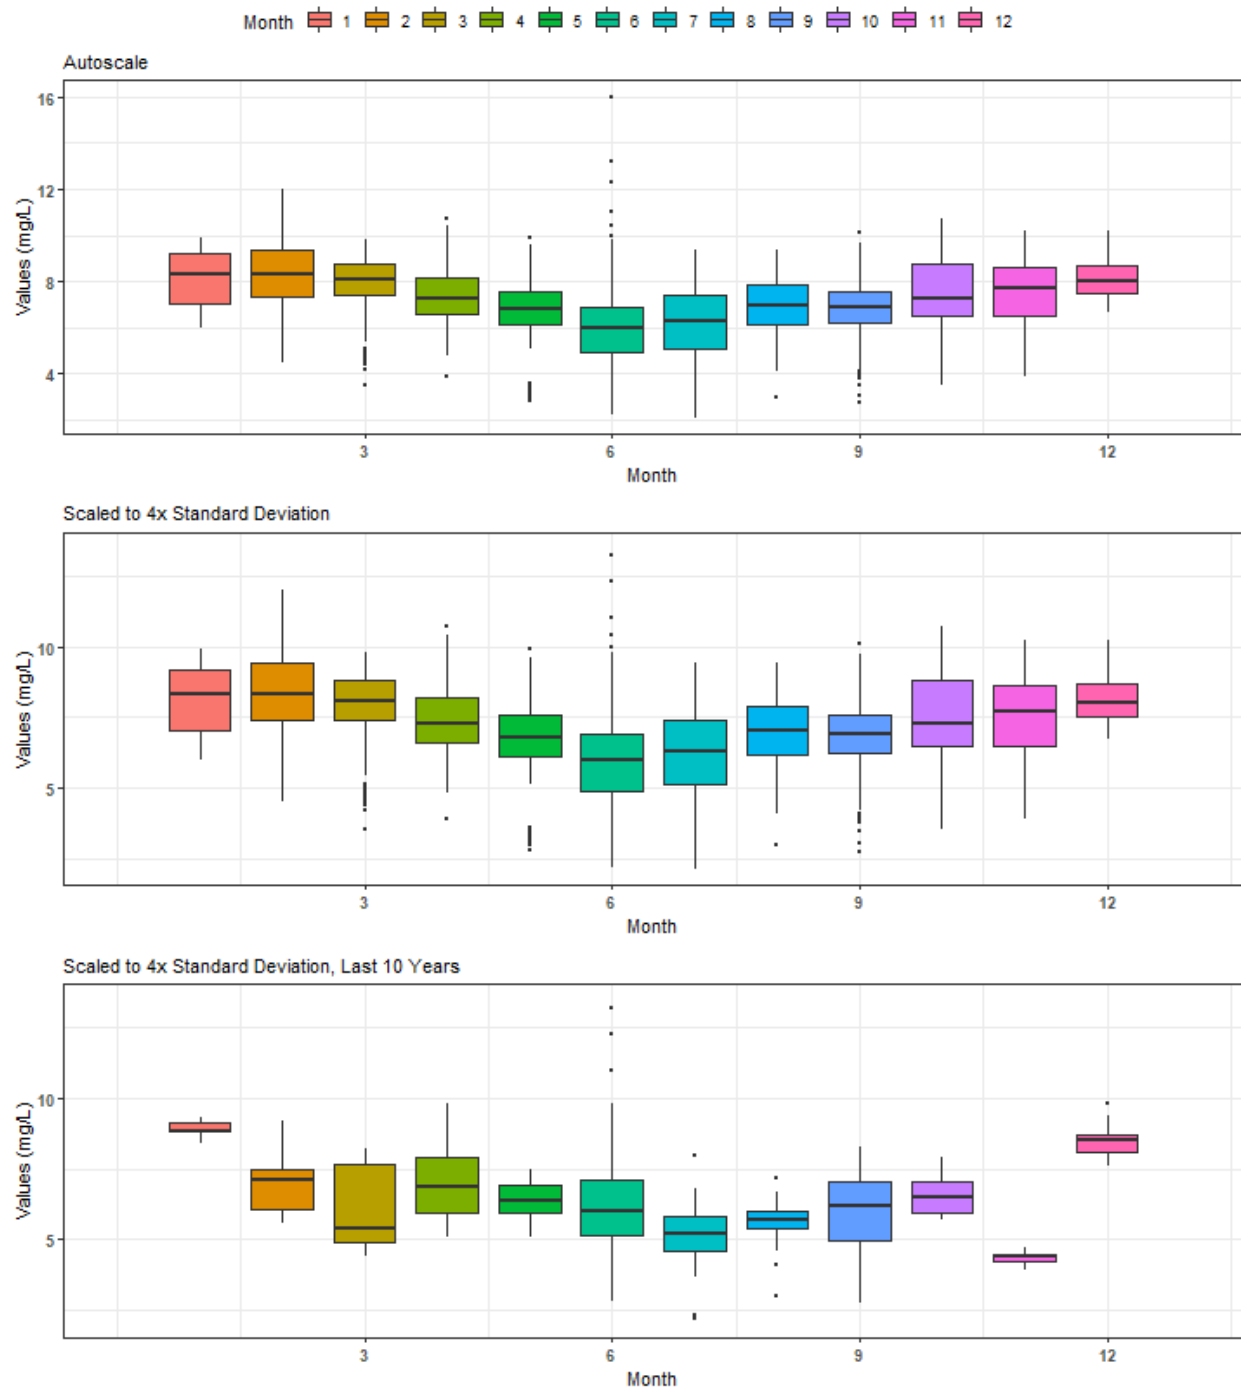 Month 1 2 3 4 5 6 7 8 9 10 11 12
Autoscale
16
12
8
4
Values (mg/L)
3 6 9 12
Month
Scaled to 4x Standard Deviation
10
5
Values (mg/L)
3 6 9 12
Month
Scaled to 4x Standard Deviation, Last 10 Years
10
5
Values (mg/L)
3 6 9 12
Month